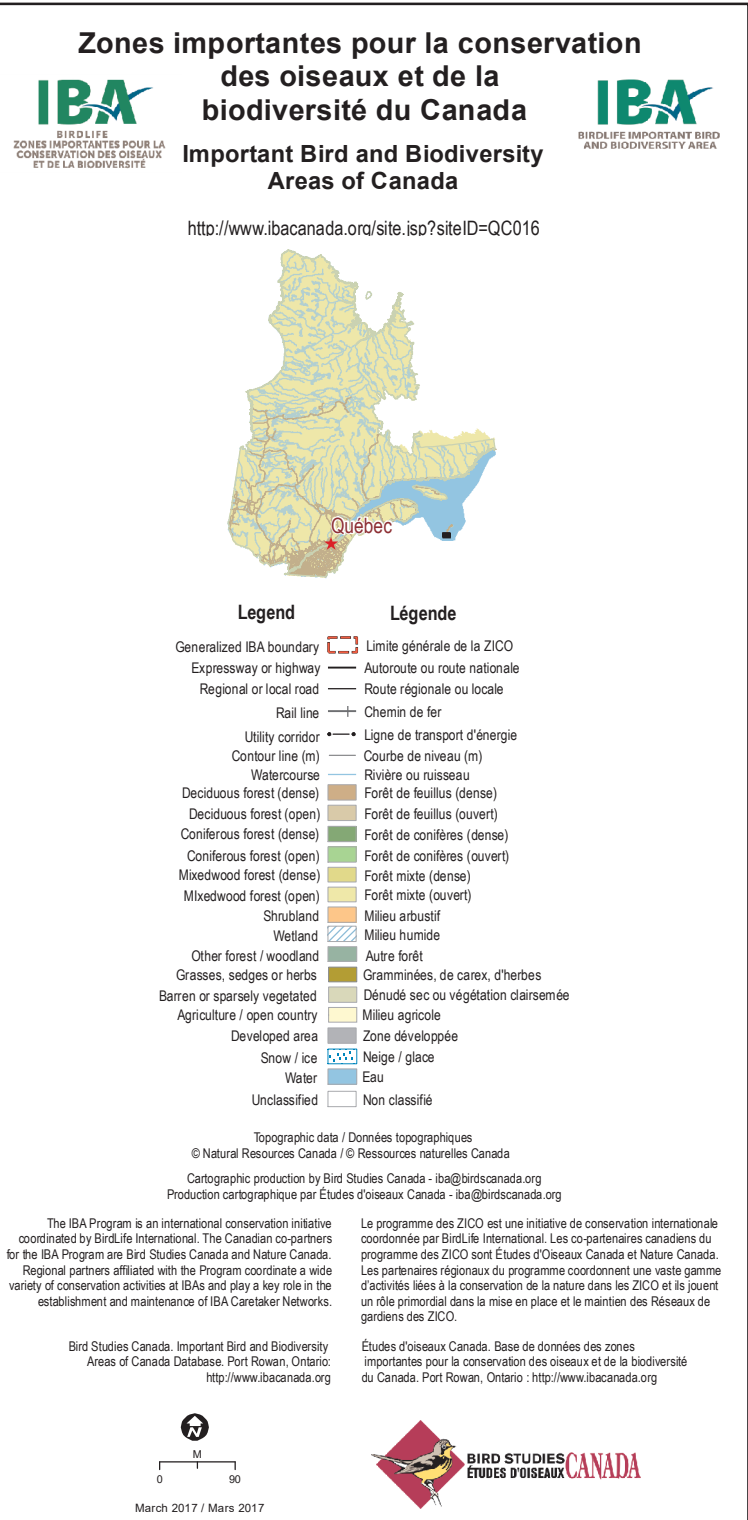 Zones importantes pour la conservation
des oiseaux et de la
biodiversité du Canada
IBA
BIRDLIFE
ZONES IMPORTANTES POUR LA
CONSERVATION DES OISEAUX
ET DE LA BIODIVERSITÉ
IBA
BIRDLIFE IMPORTANT BIRD
AND BIODIVERSITY AREA
Important Bird and Biodiversity
Areas of Canada
http://www.ibacanada.org/site.jsp?siteID=QC016
Québec
Legend Légende
Generalized IBA boundary Limite générale de la ZICO
Expressway or highway Autoroute ou route nationale
Regional or local road Route régionale ou locale
Rail line Chemin de fer
Utility corridor Ligne de transport d'énergie
Contour line (m) Courbe de niveau (m)
Watercourse Rivière ou ruisseau
Deciduous forest (dense) Forêt de feuillus (dense)
Deciduous forest (open) Forêt de feuillus (ouvert)
Coniferous forest (dense) Forêt de conifères (dense)
Coniferous forest (open) Forêt de conifères (ouvert)
Mixedwood forest (dense) Forêt mixte (dense)
MIxedwood forest (open) Forêt mixte (ouvert)
Shrubland Milieu arbustif
Wetland Milieu humide
Other forest / woodland Autre forêt
Grasses, sedges or herbs Gramminées, de carex, d'herbes
Barren or sparsely vegetated Dénudé sec ou végétation clairsemée
Agriculture / open country Milieu agricole
Developed area Zone développée
Snow / ice Neige / glace
Water Eau
Unclassified Non classifié
Topographic data / Données topographiques
© Natural Resources Canada / © Ressources naturelles Canada
Cartographic production by Bird Studies Canada - iba@birdscanada.org
Production cartographique par Études d'oiseaux Canada - iba@birdscanada.org
The IBA Program is an international conservation initiative
coordinated by BirdLife International. The Canadian co-partners
for the IBA Program are Bird Studies Canada and Nature Canada.
Regional partners affiliated with the Program coordinate a wide
variety of conservation activities at IBAs and play a key role in the
establishment and maintenance of IBA Caretaker Networks.
Le programme des ZICO est une initiative de conservation internationale
coordonnée par BirdLife International. Les co-partenaires canadiens du
programme des ZICO sont Études d'Oiseaux Canada et Nature Canada.
Les partenaires régionaux du programme coordonnent une vaste gamme
d'activités liées à la conservation de la nature dans les ZICO et ils jouent
un rôle primordial dans la mise en place et le maintien des Réseaux de
gardiens des ZICO.
Bird Studies Canada. Important Bird and Biodiversity
Areas of Canada Database. Port Rowan, Ontario:
http://www.ibacanada.org
Études d'oiseaux Canada. Base de données des zones
importantes pour la conservation des oiseaux et de la biodiversité
du Canada. Port Rowan, Ontario : http://www.ibacanada.org
N
M
0 90
March 2017 / Mars 2017
BIRD STUDIES
ÉTUDES D'OISEAUX
CANADA